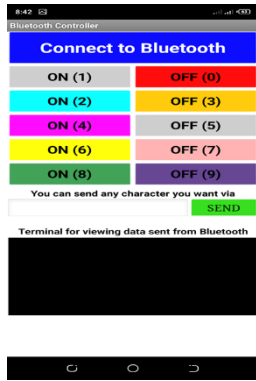 8:42
Bluetooth Controller
Connect to Bluetooth
ON (1) OFF (0)
ON (2) OFF (3)
ON (4) OFF (5)
ON (6) OFF (7)
ON (8) OFF (9)
You can send any character you want via
SEND
Terminal for viewing data sent from Bluetooth